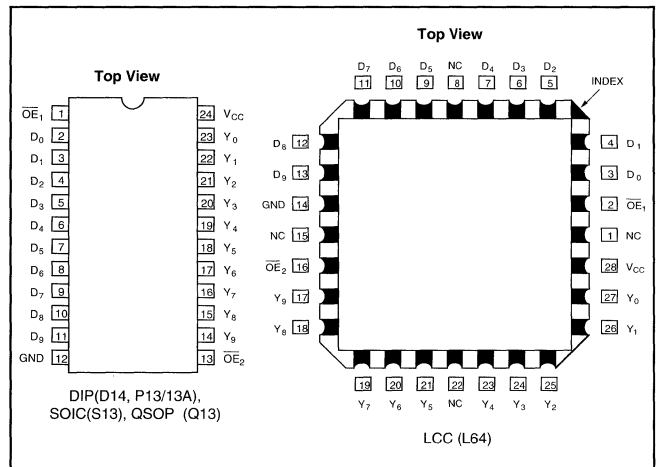 Top View
OE₁ 1 24 VCC
D₀ 2 23 Y₀
D₁ 3 22 Y₁
D₂ 4 21 Y₂
D₃ 5 20 Y₃
D₄ 6 19 Y₄
D₅ 7 18 Y₅
D₆ 8 17 Y₆
D₇ 9 16 Y₇
D₈ 10 15 Y₈
D₉ 11 14 Y₉
GND 12 13 OE₂
DIP(D14, P13/13A),
SOIC(S13), QSOP (Q13)
Top View
D₇ D₆ D₅ NC D₄ D₃ D₂
11 10 9 8 7 6 5
INDEX
D₈ 12 4 D₁
D₉ 13 3 D₀
GND 14 2 OE₁
NC 15 1 NC
OE₂ 16 28 VCC
Y₉ 17 27 Y₀
Y₈ 18 26 Y₁
19 20 21 22 23 24 25
Y₇ Y₆ Y₅ NC Y₄ Y₃ Y₂
LCC (L64)